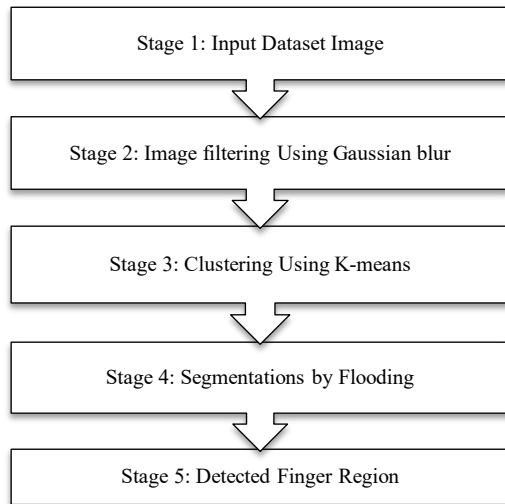 Stage 1: Input Dataset Image
Stage 2: Image filtering Using Gaussian blur
Stage 3: Clustering Using K-means
Stage 4: Segmentations by Flooding
Stage 5: Detected Finger Region